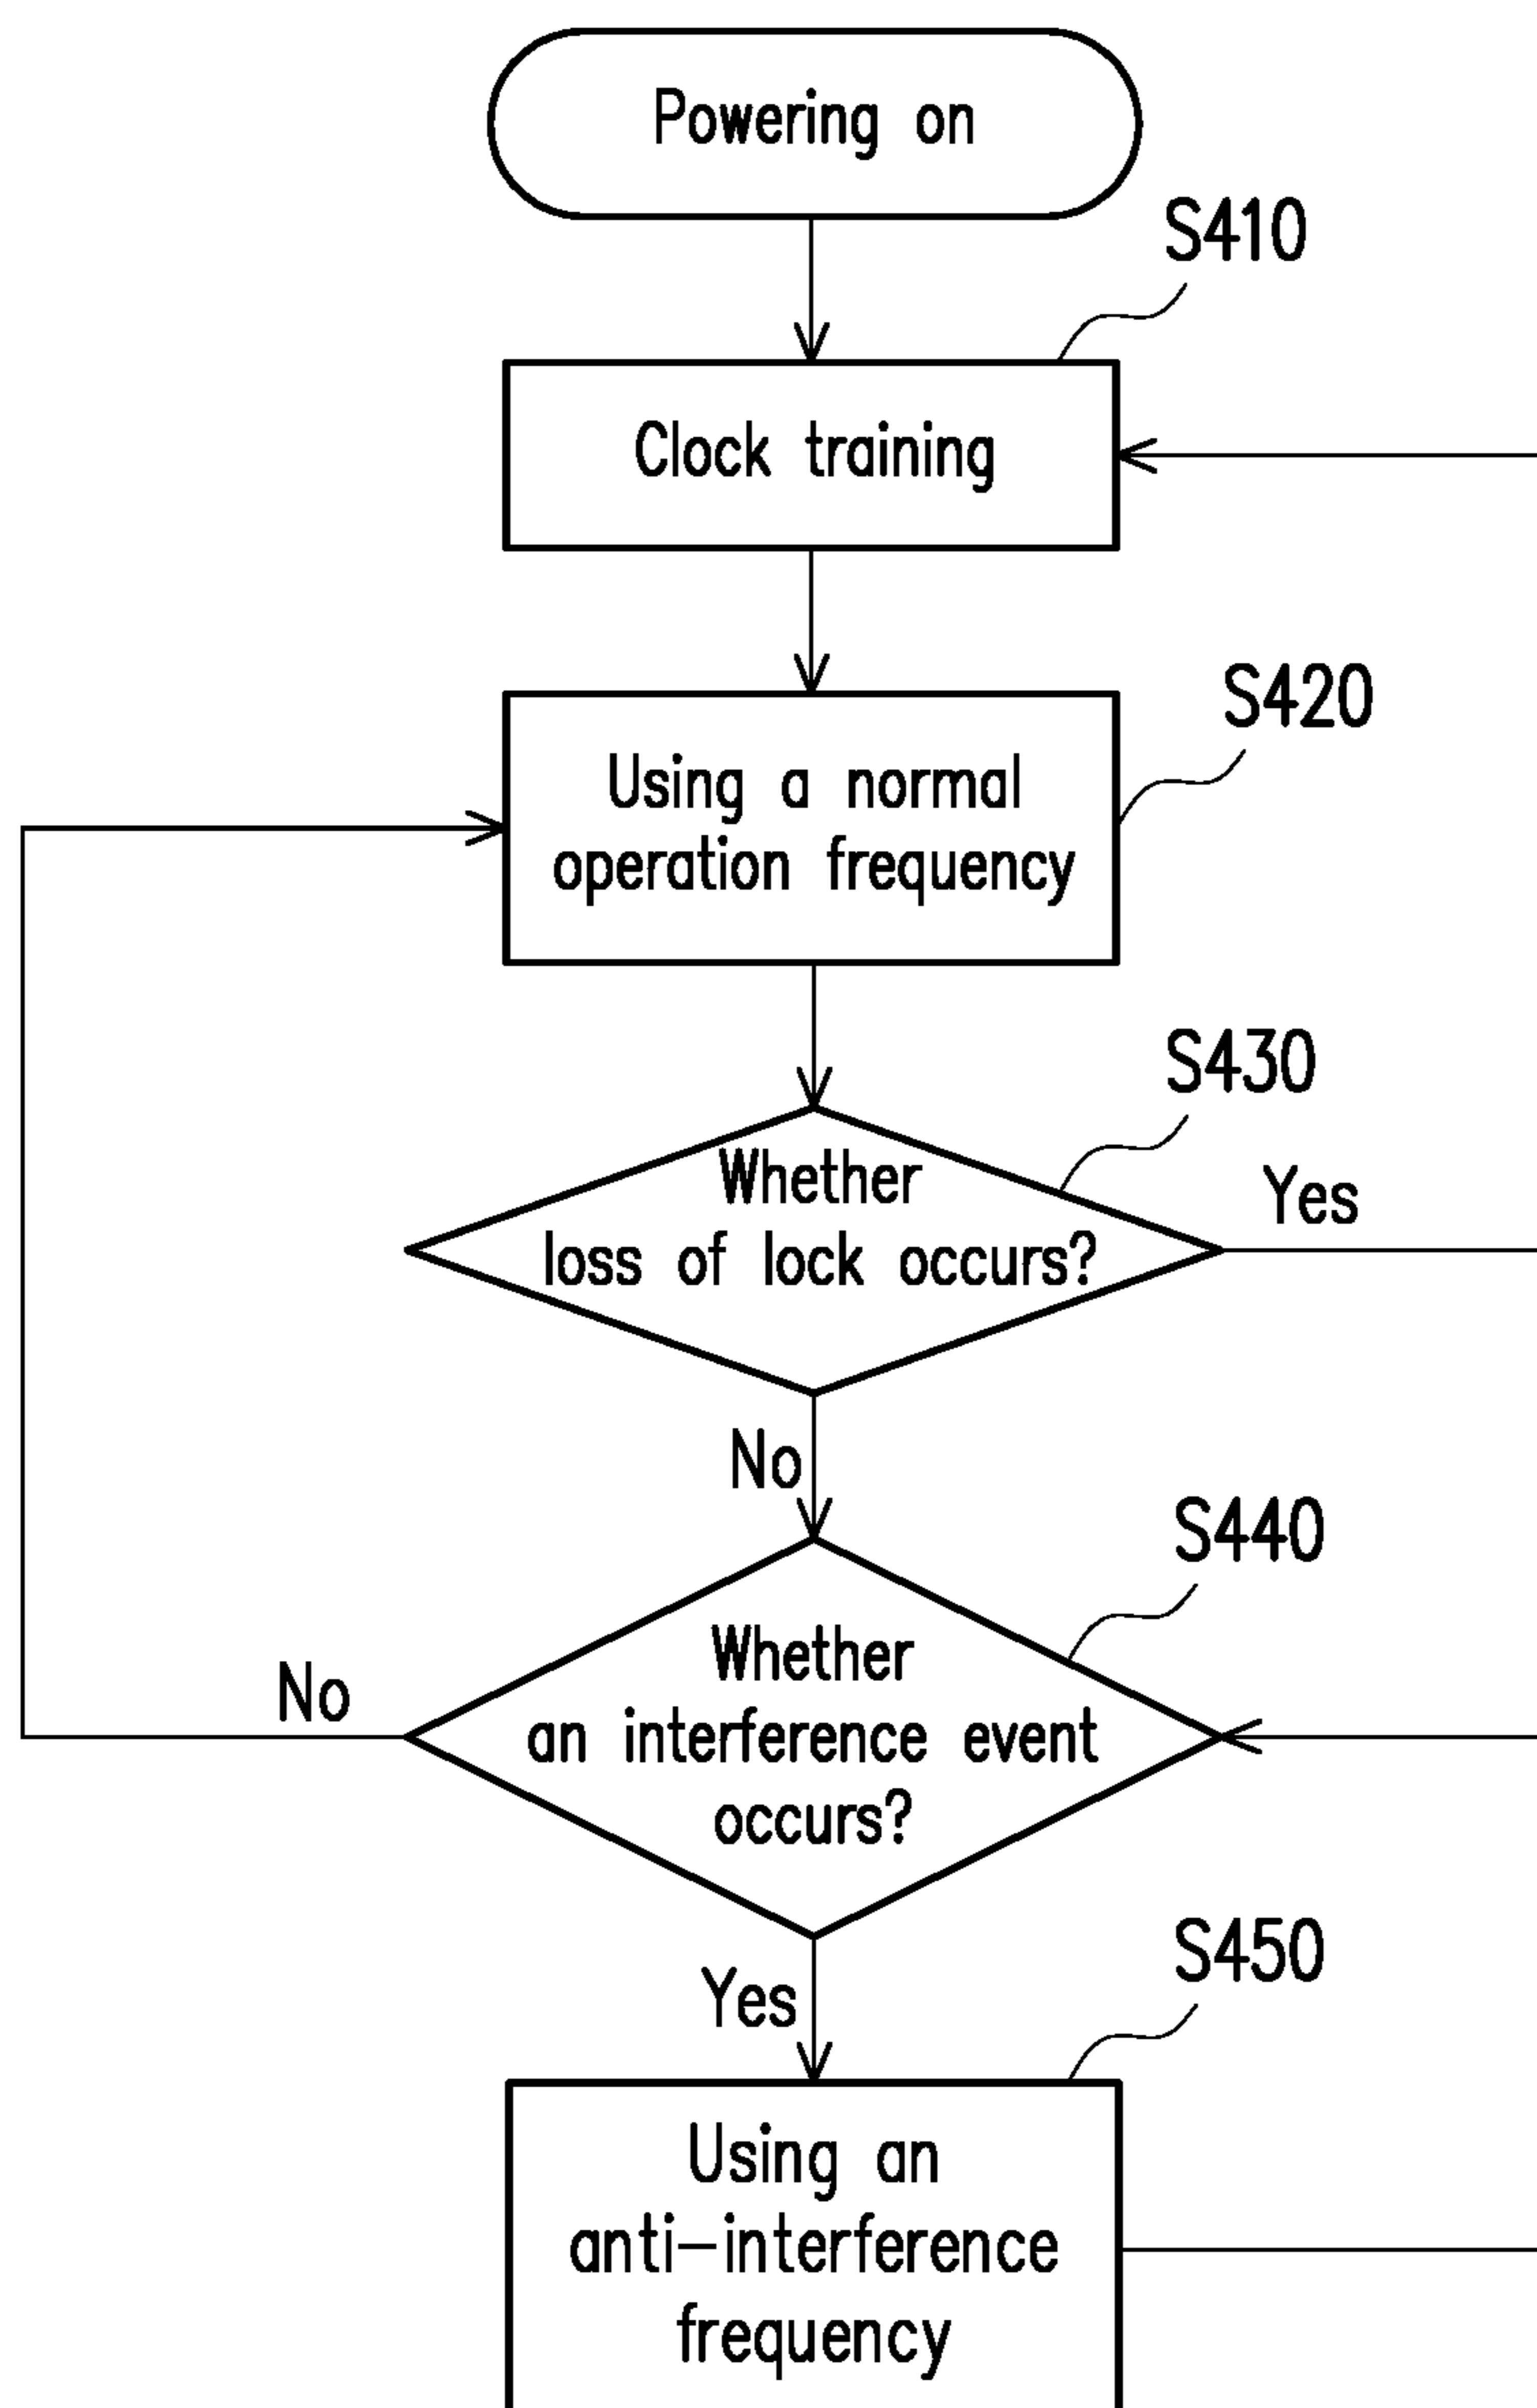 Powering on
S410
Clock training
S420
Using a normal
operation frequency
S430
Whether
loss of lock occurs?
Yes
No
S440
Whether
an interference event
occurs?
No
Yes
S450
Using an
anti-interference
frequency